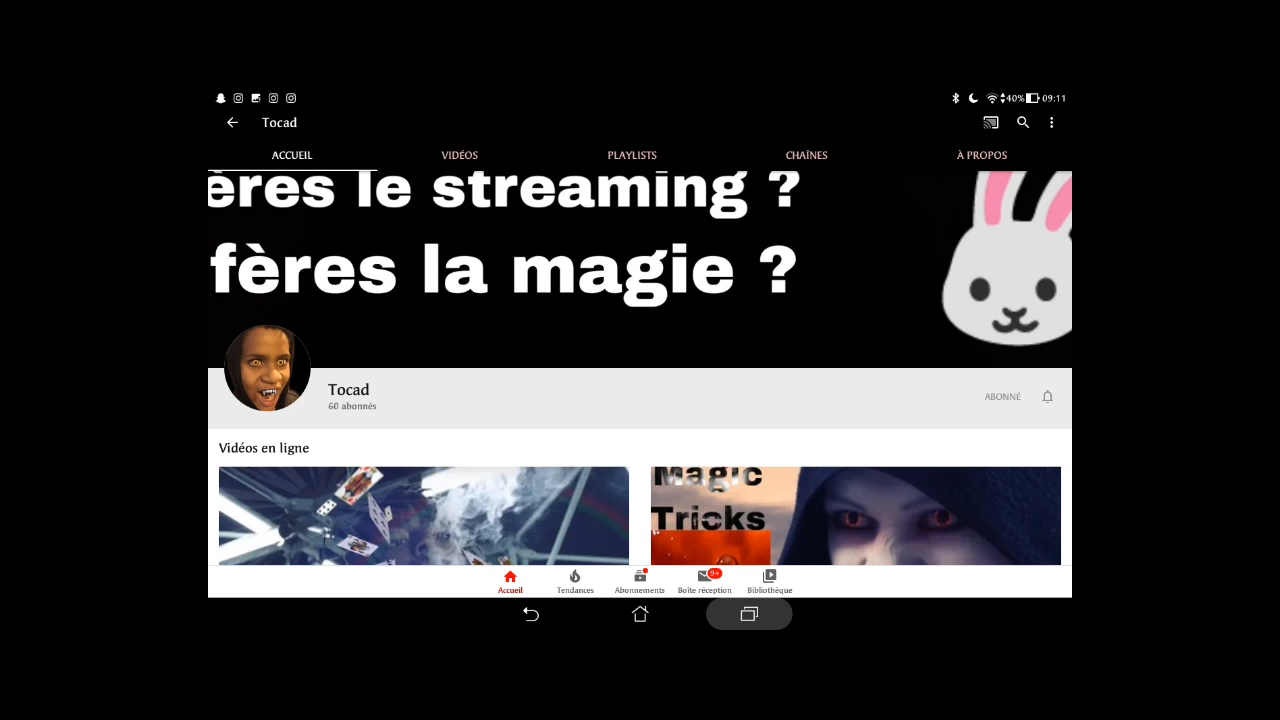 40% 09:11
Tocad
ACCUEIL VIDÉOS PLAYLISTS CHAÎNES À PROPOS
ères le streaming ?
fères la magie ?
Tocad
60 abonnés
ABONNÉ
Vidéos en ligne
Magic
Tricks
9+
Accueil Tendances Abonnements Boîte réception Bibliothèque